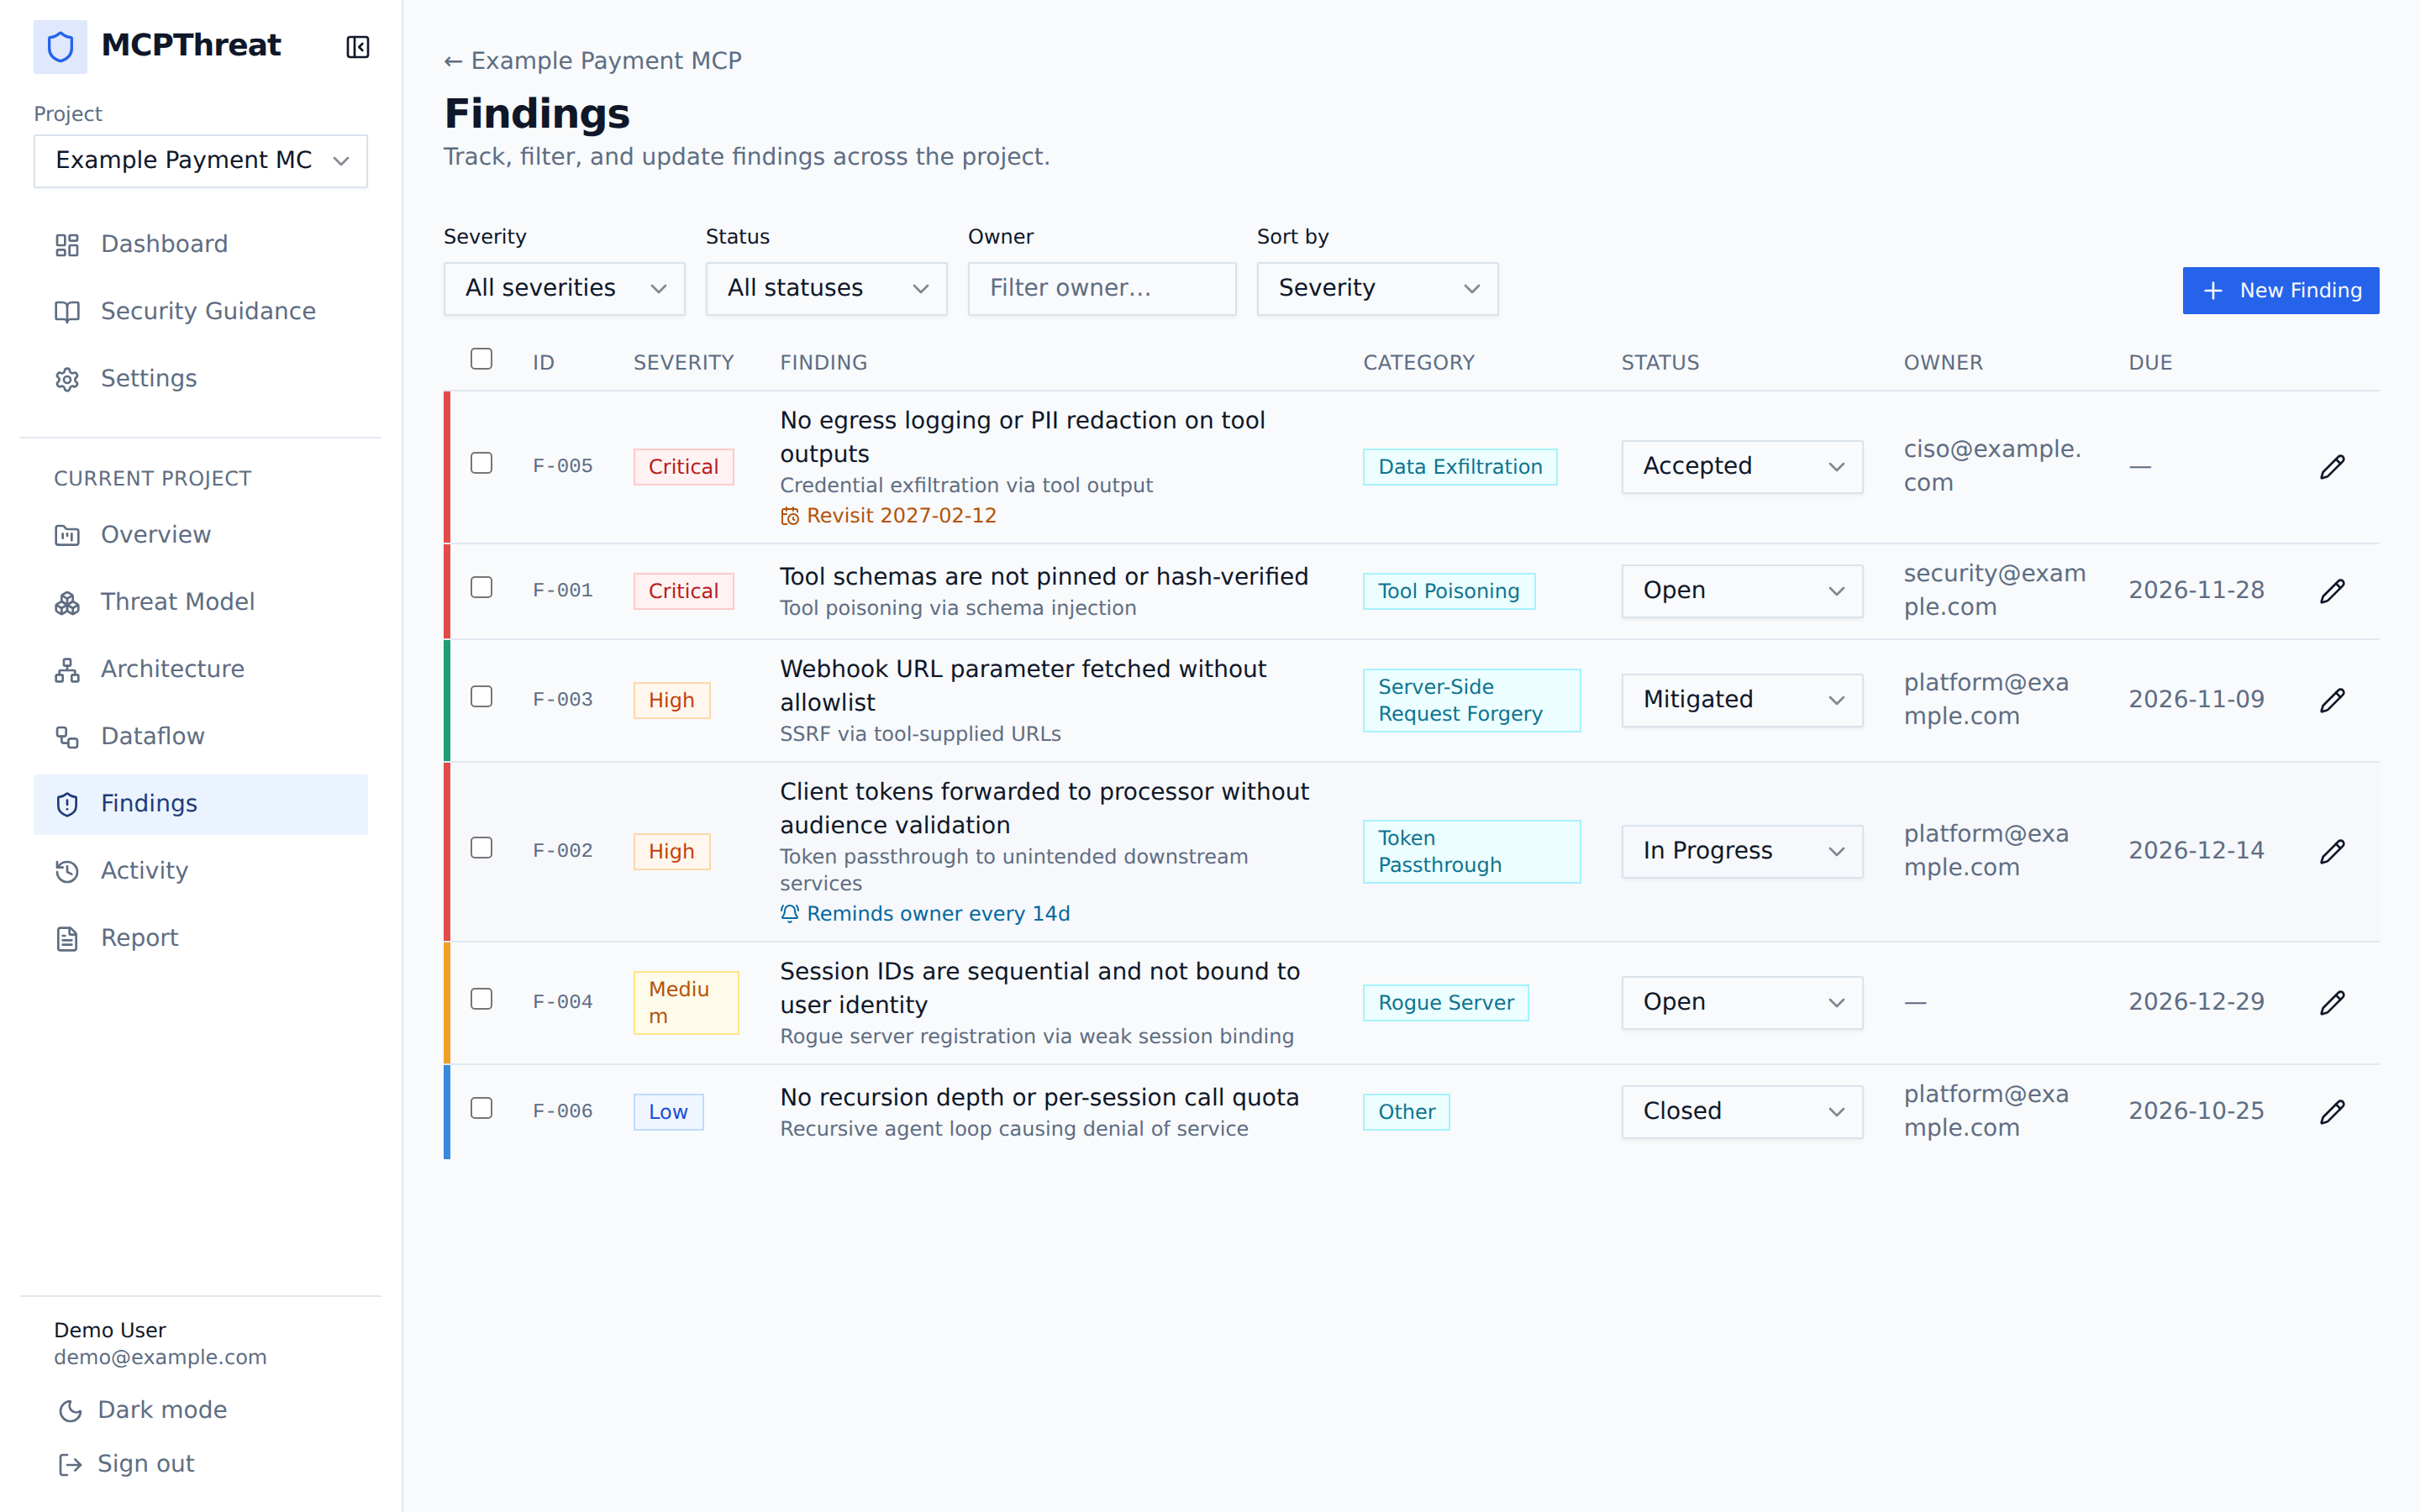 MCPThreat
Project
Example Payment MC
Dashboard
Security Guidance
Settings
CURRENT PROJECT
Overview
Threat Model
Architecture
Dataflow
Findings
Activity
Report
Demo User
demo@example.com
Dark mode
Sign out
← Example Payment MCP
Findings
Track, filter, and update findings across the project.
Severity
All severities
Status
All statuses
Owner
Filter owner...
Sort by
Severity
New Finding
ID SEVERITY FINDING CATEGORY STATUS OWNER DUE
F-005
Critical
No egress logging or PII redaction on tool
outputs
Credential exfiltration via tool output
Revisit 2027-02-12
Data Exfiltration
Accepted
ciso@example.
com
—
F-001
Critical
Tool schemas are not pinned or hash-verified
Tool poisoning via schema injection
Tool Poisoning
Open
security@exam
ple.com
2026-11-28
F-003
High
Webhook URL parameter fetched without
allowlist
SSRF via tool-supplied URLs
Server-Side
Request Forgery
Mitigated
platform@exa
mple.com
2026-11-09
F-002
High
Client tokens forwarded to processor without
audience validation
Token passthrough to unintended downstream
services
Reminds owner every 14d
Token
Passthrough
In Progress
platform@exa
mple.com
2026-12-14
F-004
Mediu
m
Session IDs are sequential and not bound to
user identity
Rogue server registration via weak session binding
Rogue Server
Open
—
2026-12-29
F-006
Low
No recursion depth or per-session call quota
Recursive agent loop causing denial of service
Other
Closed
platform@exa
mple.com
2026-10-25